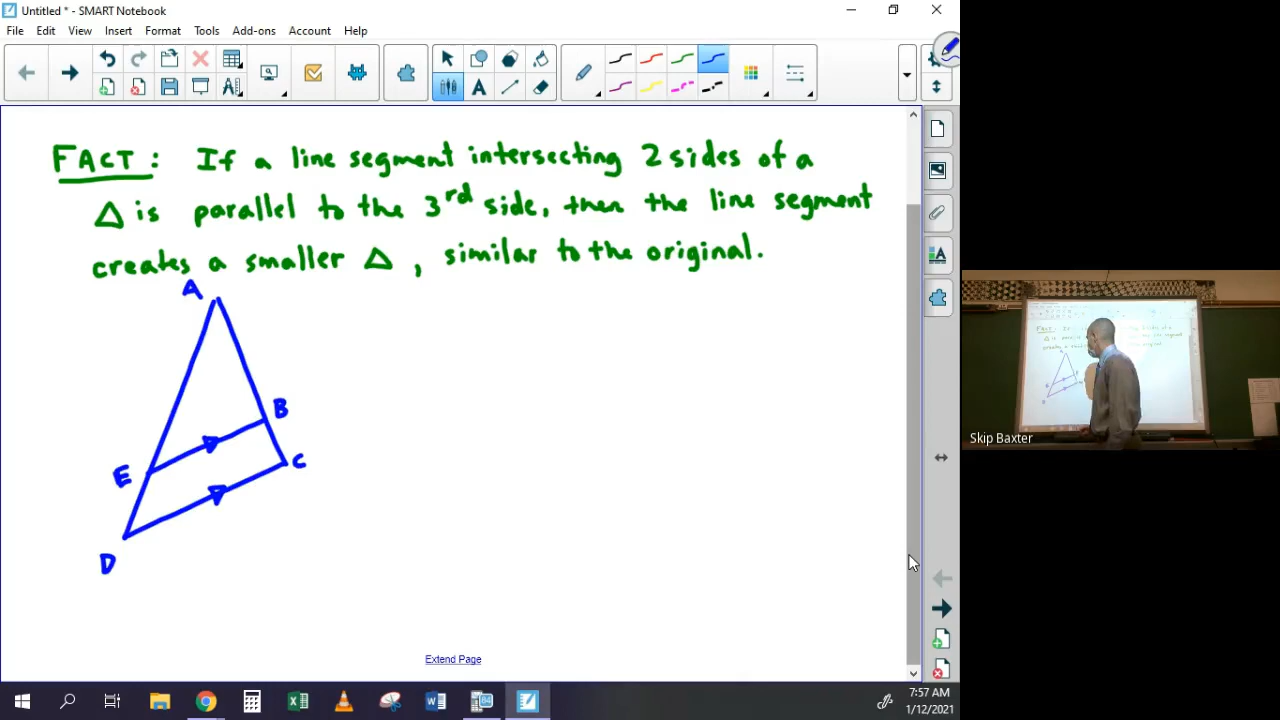 Untitled * - SMART Notebook
File Edit View Insert Format Tools Add-ons Account Help
FACT: If a line segment intersecting 2 sides of a
△ is parallel to the 3rd side, then the line segment
creates a smaller △, similar to the original.
A
B
E
C
D
Extend Page
Skip Baxter
7:57 AM
1/12/2021